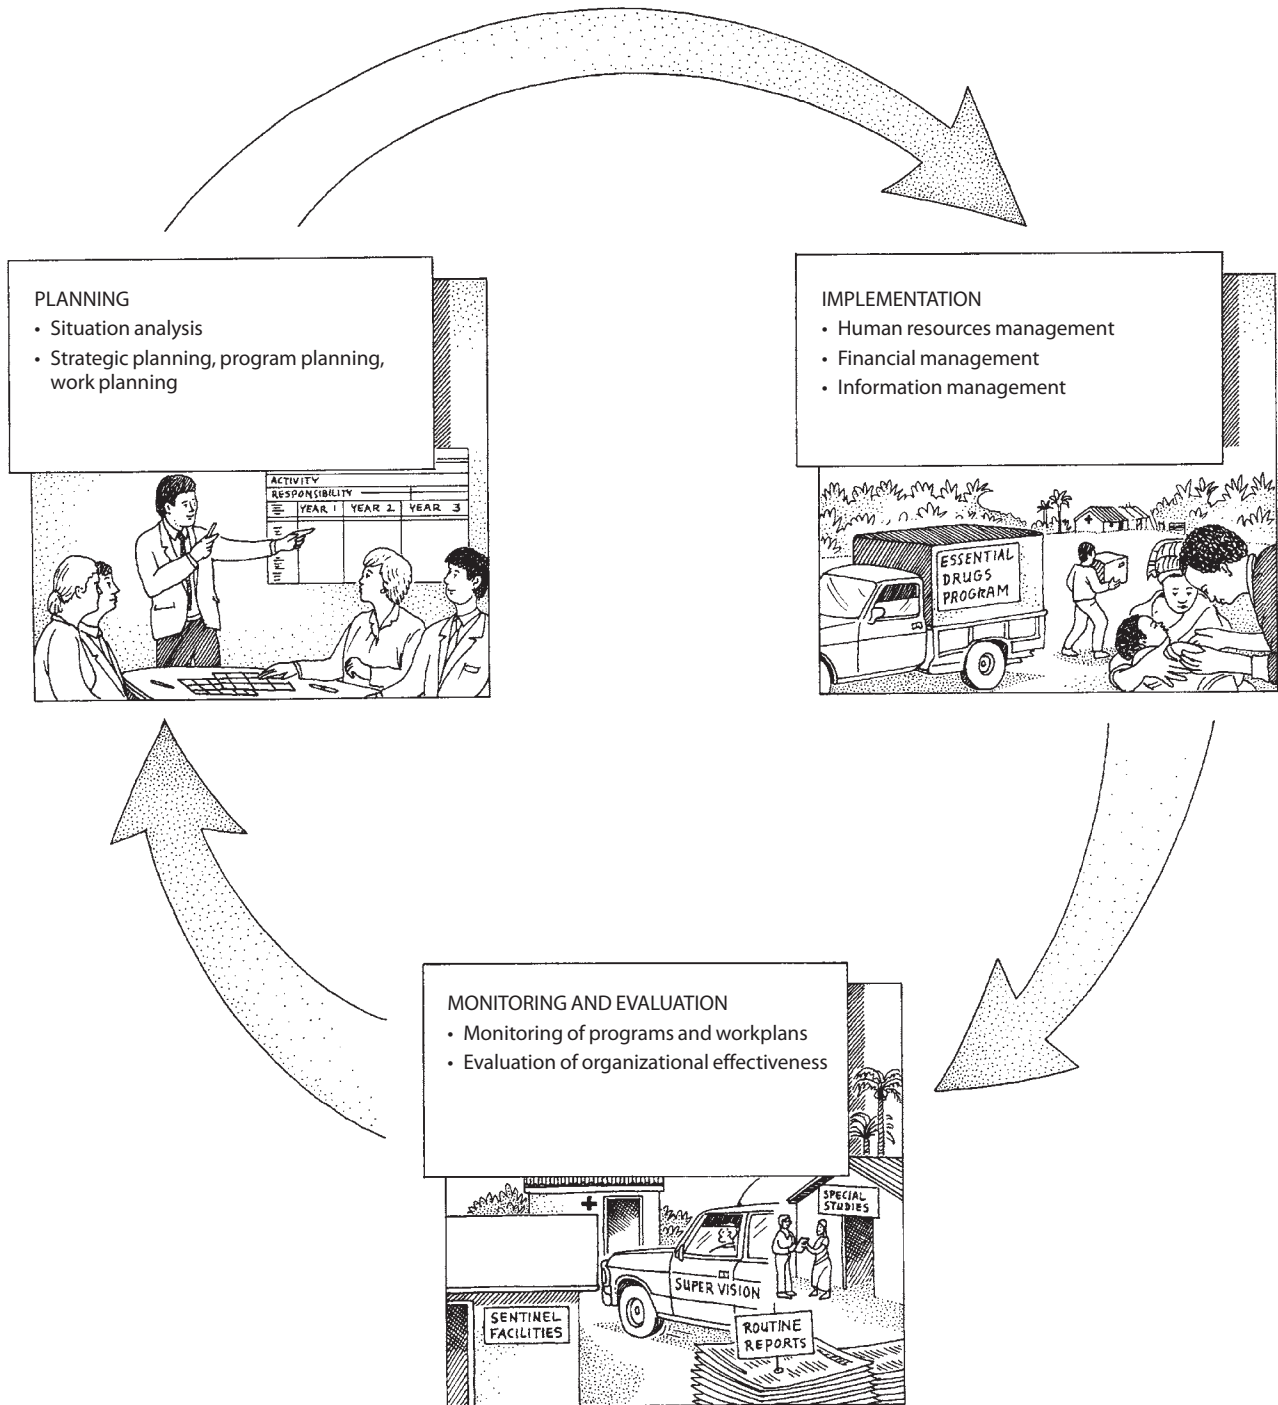 PLANNING
• Situation analysis
• Strategic planning, program planning,
work planning
ACTIVITY
RESPONSIBILITY
YEAR 1 YEAR 2 YEAR 3
IMPLEMENTATION
• Human resources management
• Financial management
• Information management
ESSENTIAL
DRUGS
PROGRAM
MONITORING AND EVALUATION
• Monitoring of programs and workplans
• Evaluation of organizational effectiveness
SPECIAL
STUDIES
SUPER VISION
SENTINEL
FACILITIES
ROUTINE
REPORTS